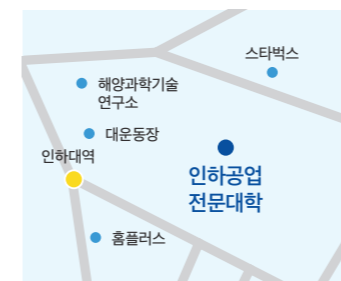 스타벅스
해양과학기술
연구소
대운동장
인하대역
인하공업
전문대학
홈플러스